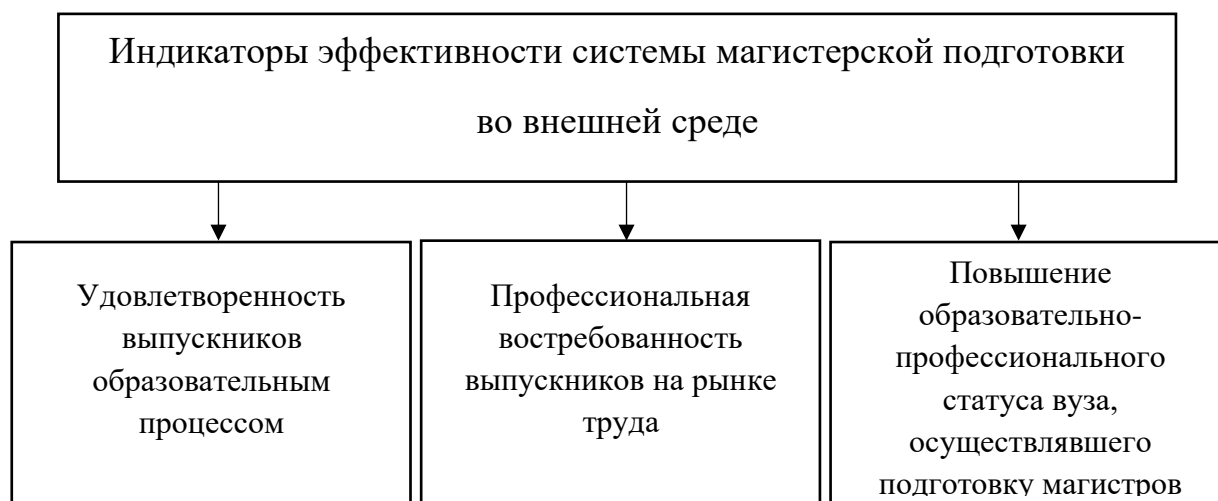 Индикаторы эффективности системы магистерской подготовки
во внешней среде
Удовлетворенность
выпускников
образовательным
процессом
Профессиональная
востребованность
выпускников на рынке
труда
Повышение
образовательно-
профессионального
статуса вуза,
осуществлявшего
подготовку магистров